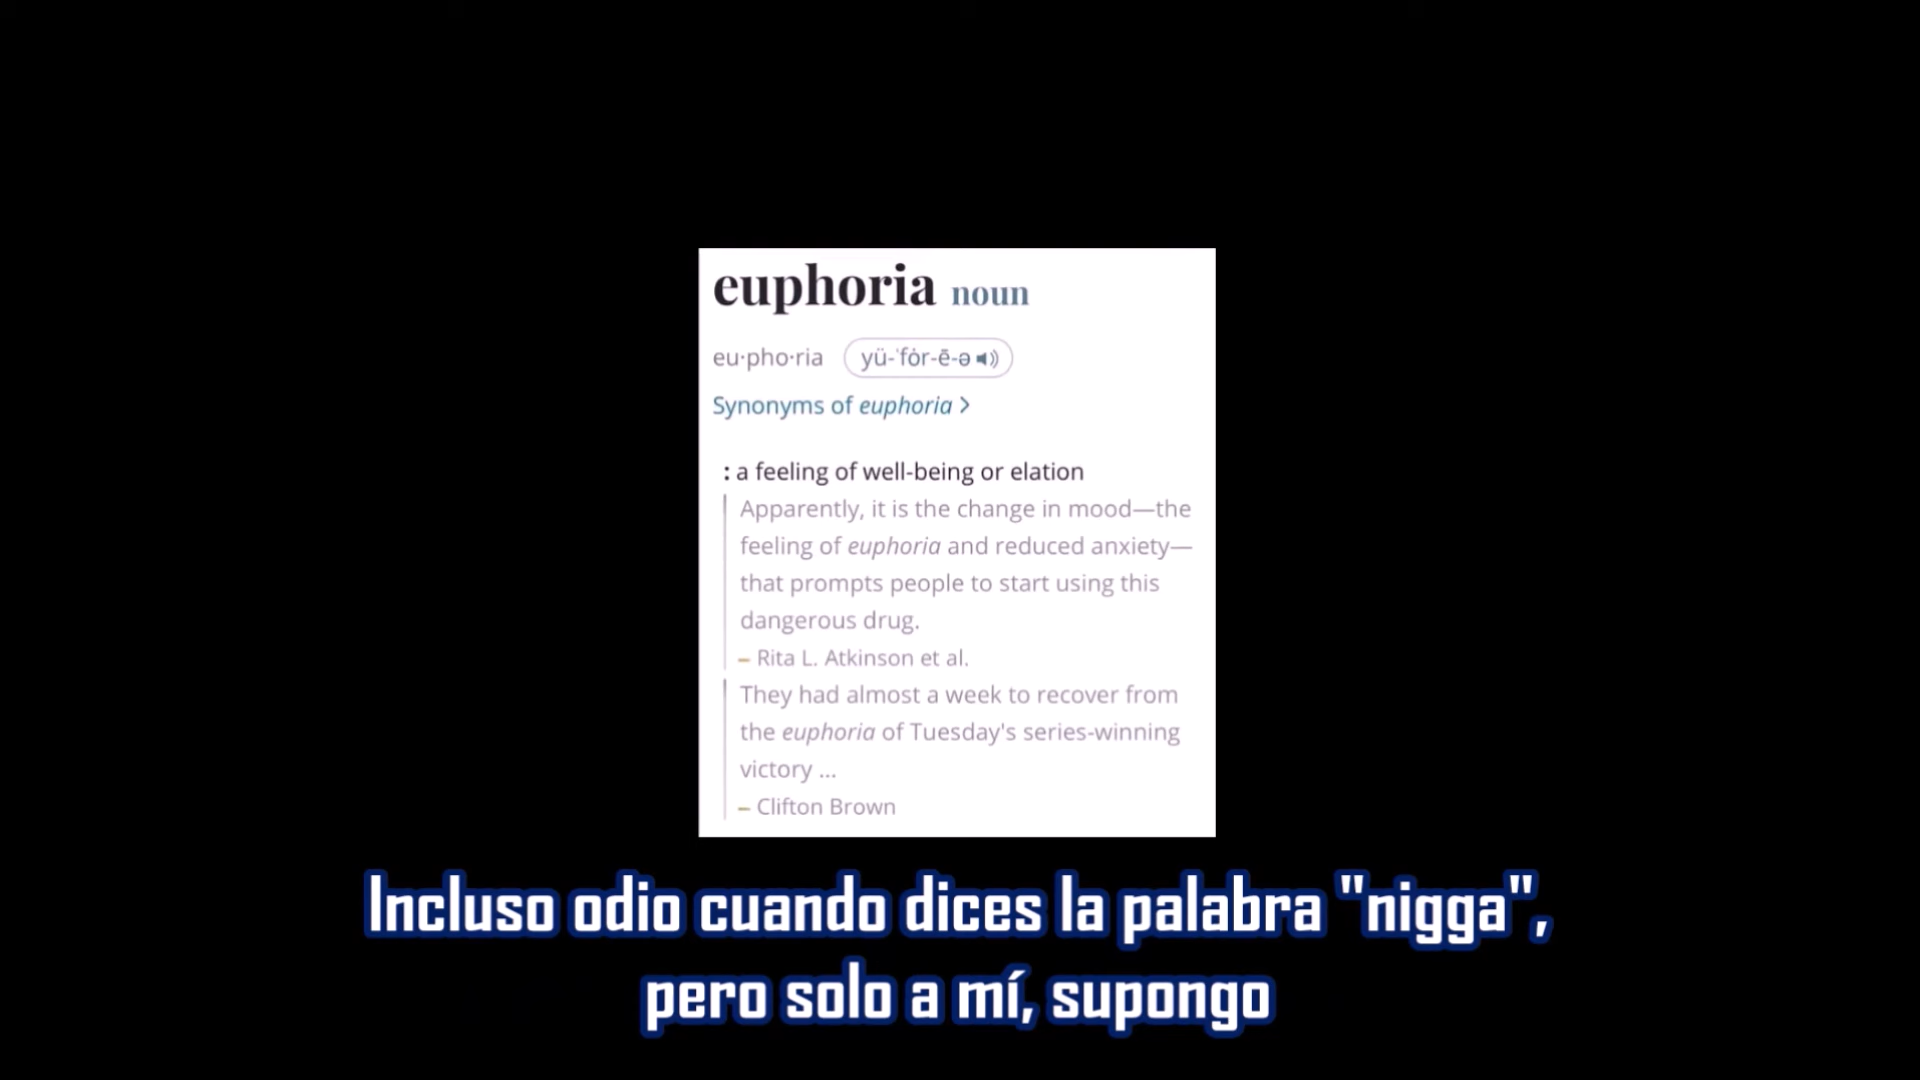 euphoria noun
eu·pho·ria yü-ˈfȯr-ē-ə
Synonyms of euphoria >
: a feeling of well-being or elation
Apparently, it is the change in mood—the
feeling of euphoria and reduced anxiety—
that prompts people to start using this
dangerous drug.
– Rita L. Atkinson et al.
They had almost a week to recover from
the euphoria of Tuesday's series-winning
victory ...
– Clifton Brown
Incluso odio cuando dices la palabra "nigga",
pero solo a mí, supongo